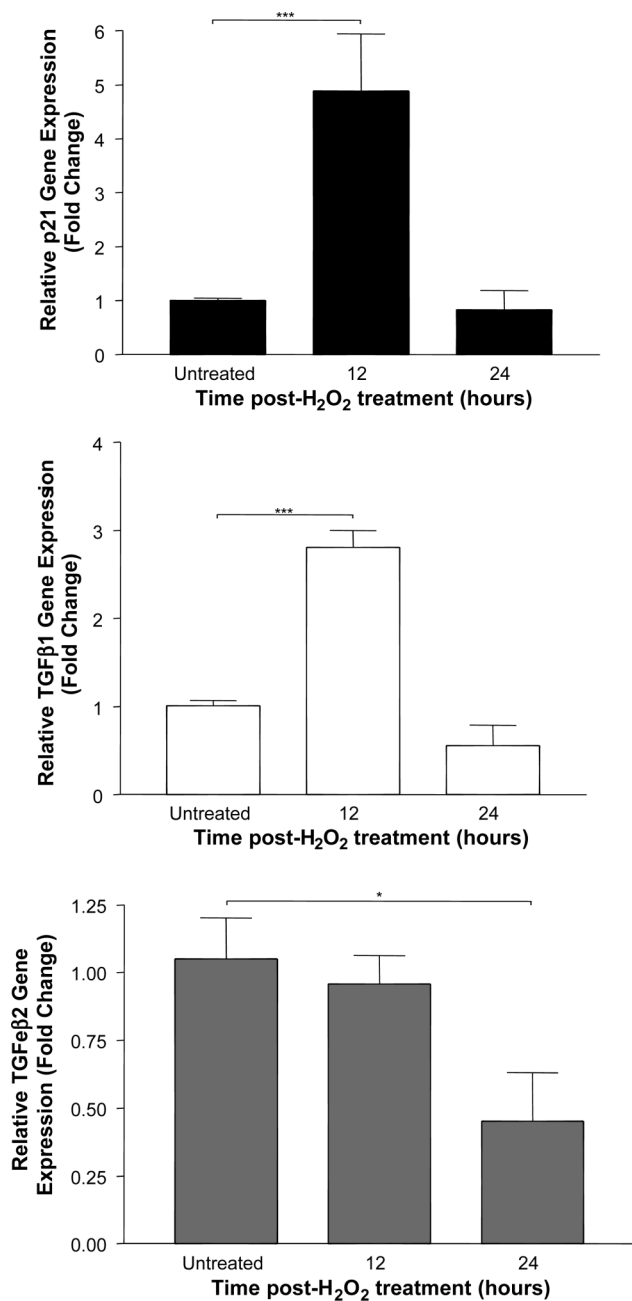 ***
Relative p21 Gene Expression
(Fold Change)
6
5
4
3
2
1
0
Untreated
12
24
Time post-H₂O₂ treatment (hours)
***
Relative TGFβ1 Gene Expression
(Fold Change)
4
3
2
1
0
Untreated
12
24
Time post-H₂O₂ treatment (hours)
*
Relative TGFeβ2 Gene
Expression (Fold Change)
1.25
1.00
0.75
0.50
0.25
0.00
Untreated
12
24
Time post-H₂O₂ treatment (hours)